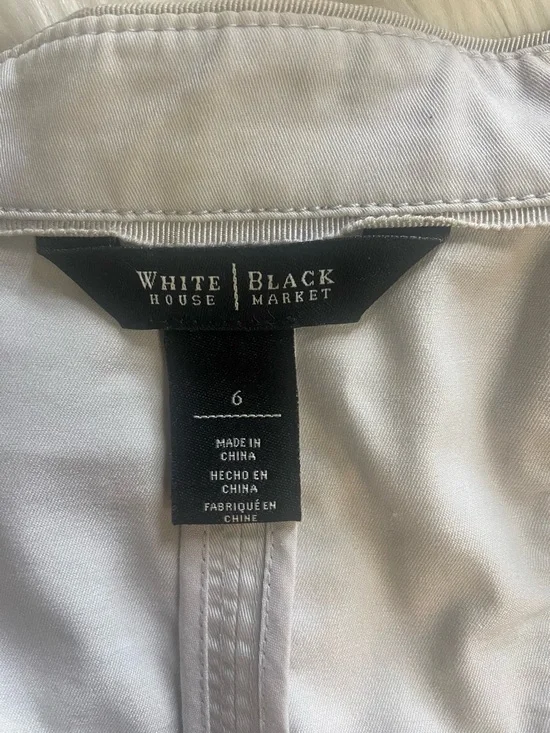 WHITE | BLACK
HOUSE | MARKET
6
MADE IN
CHINA
HECHO EN
CHINA
FABRIQUÉ EN
CHINE